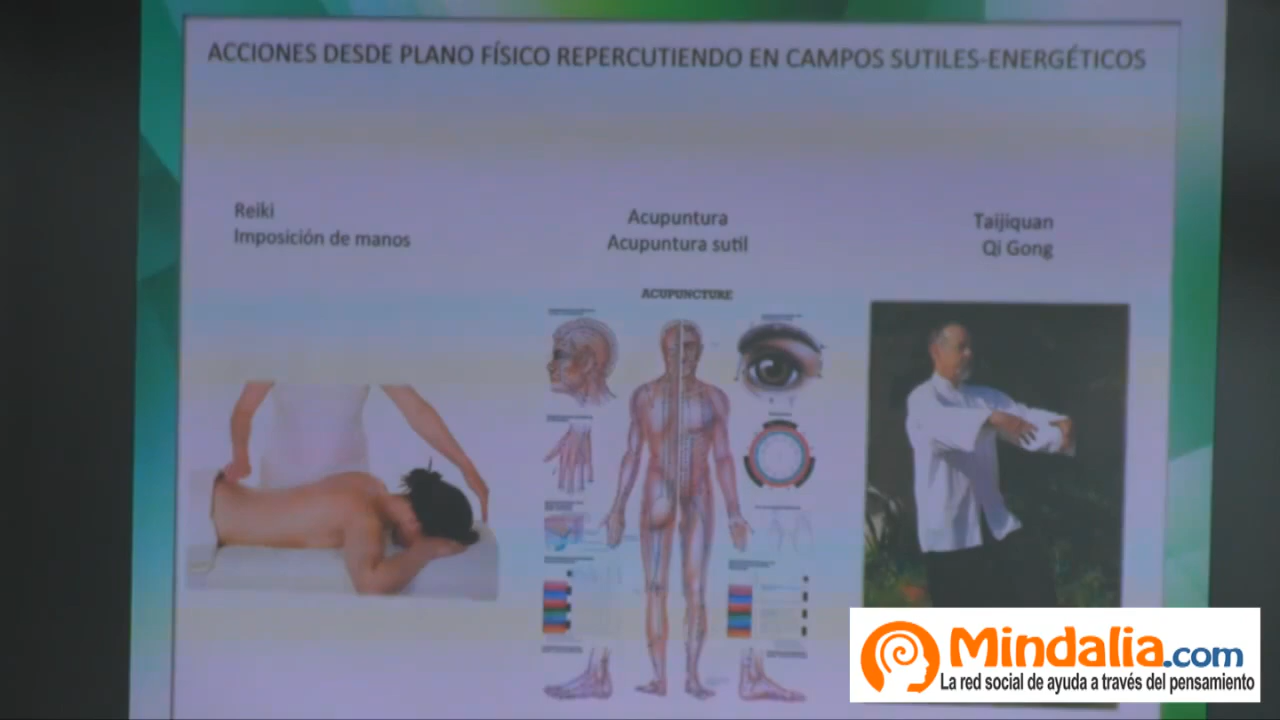 ACCIONES DESDE PLANO FÍSICO REPERCUTIENDO EN CAMPOS SUTILES-ENERGÉTICOS
Reiki
Imposición de manos
Acupuntura
Acupuntura sutil
Taijiquan
Qi Gong
ACUPUNCTURE
Mindalia.com
La red social de ayuda a través del pensamiento